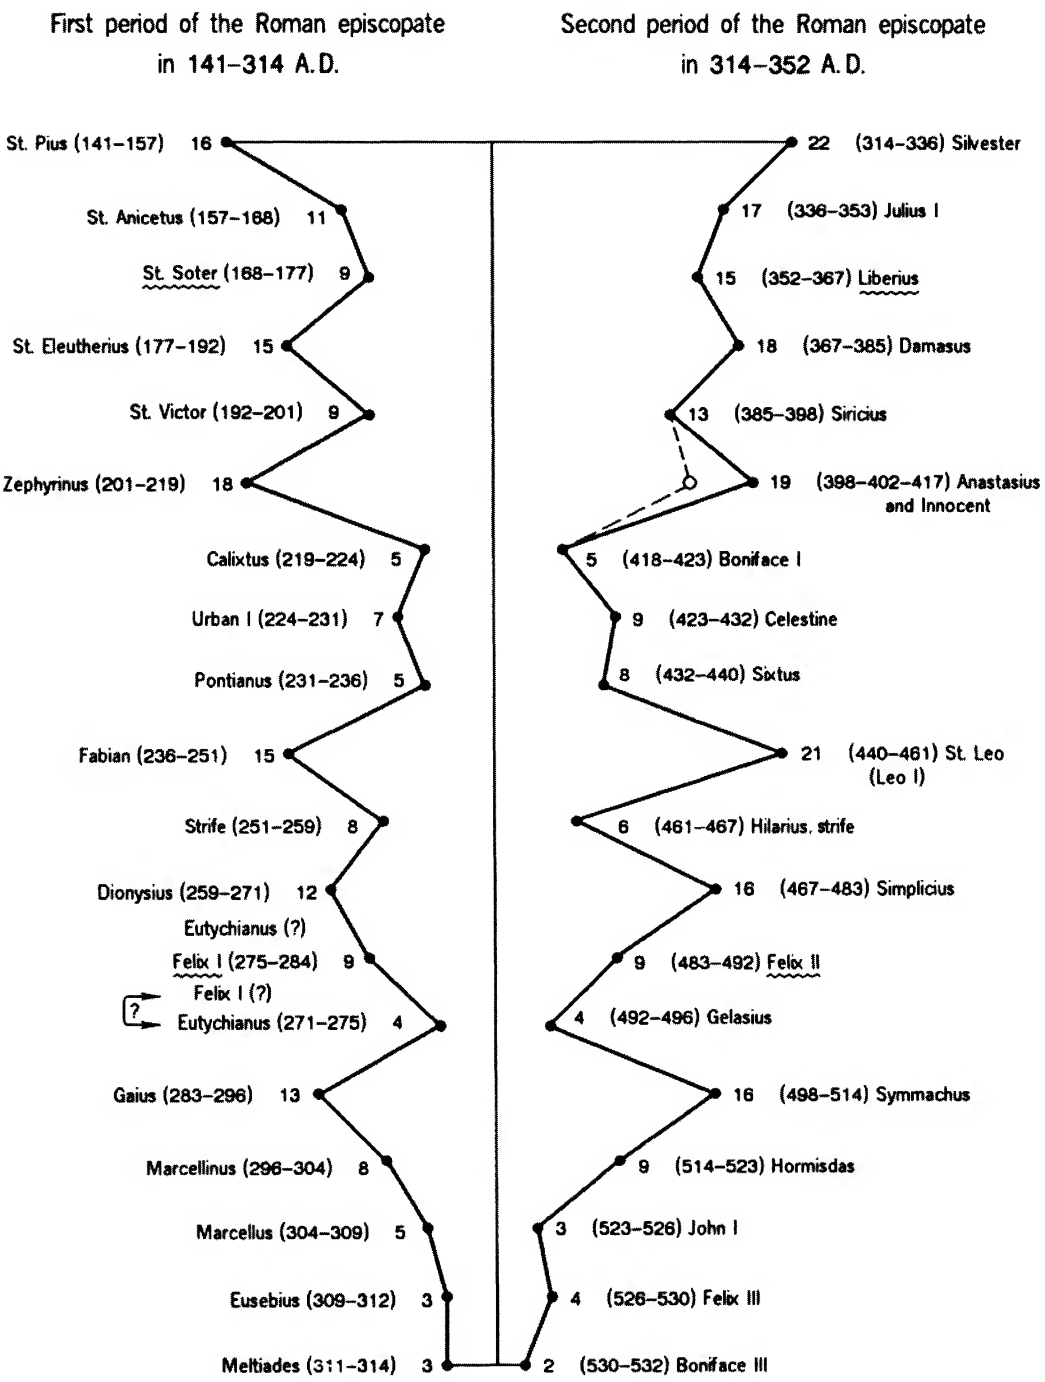 First period of the Roman episcopate
in 141–314 A.D.
Second period of the Roman episcopate
in 314–352 A.D.
St. Pius (141–157) 16
22 (314–336) Silvester
St. Anicetus (157–168) 11
17 (336–353) Julius I
St. Soter (168–177) 9
15 (352–367) Liberius
St. Eleutherius (177–192) 15
18 (367–385) Damasus
St. Victor (192–201) 9
13 (385–398) Siricius
Zephyrinus (201–219) 18
19 (398–402–417) Anastasius
and Innocent
Calixtus (219–224) 5
5 (418–423) Boniface I
Urban I (224–231) 7
9 (423–432) Celestine
Pontianus (231–236) 5
8 (432–440) Sixtus
Fabian (236–251) 15
21 (440–461) St. Leo
(Leo I)
Strife (251–259) 8
6 (461–467) Hilarius, strife
Dionysius (259–271) 12
16 (467–483) Simplicius
Eutychianus (?)
Felix I (275–284) 9
9 (483–492) Felix II
Felix I (?)
?
Eutychianus (271–275) 4
4 (492–496) Gelasius
Gaius (283–296) 13
16 (498–514) Symmachus
Marcellinus (296–304) 8
9 (514–523) Hormisdas
Marcellus (304–309) 5
3 (523–526) John I
Eusebius (309–312) 3
4 (526–530) Felix III
Meltiades (311–314) 3
2 (530–532) Boniface III